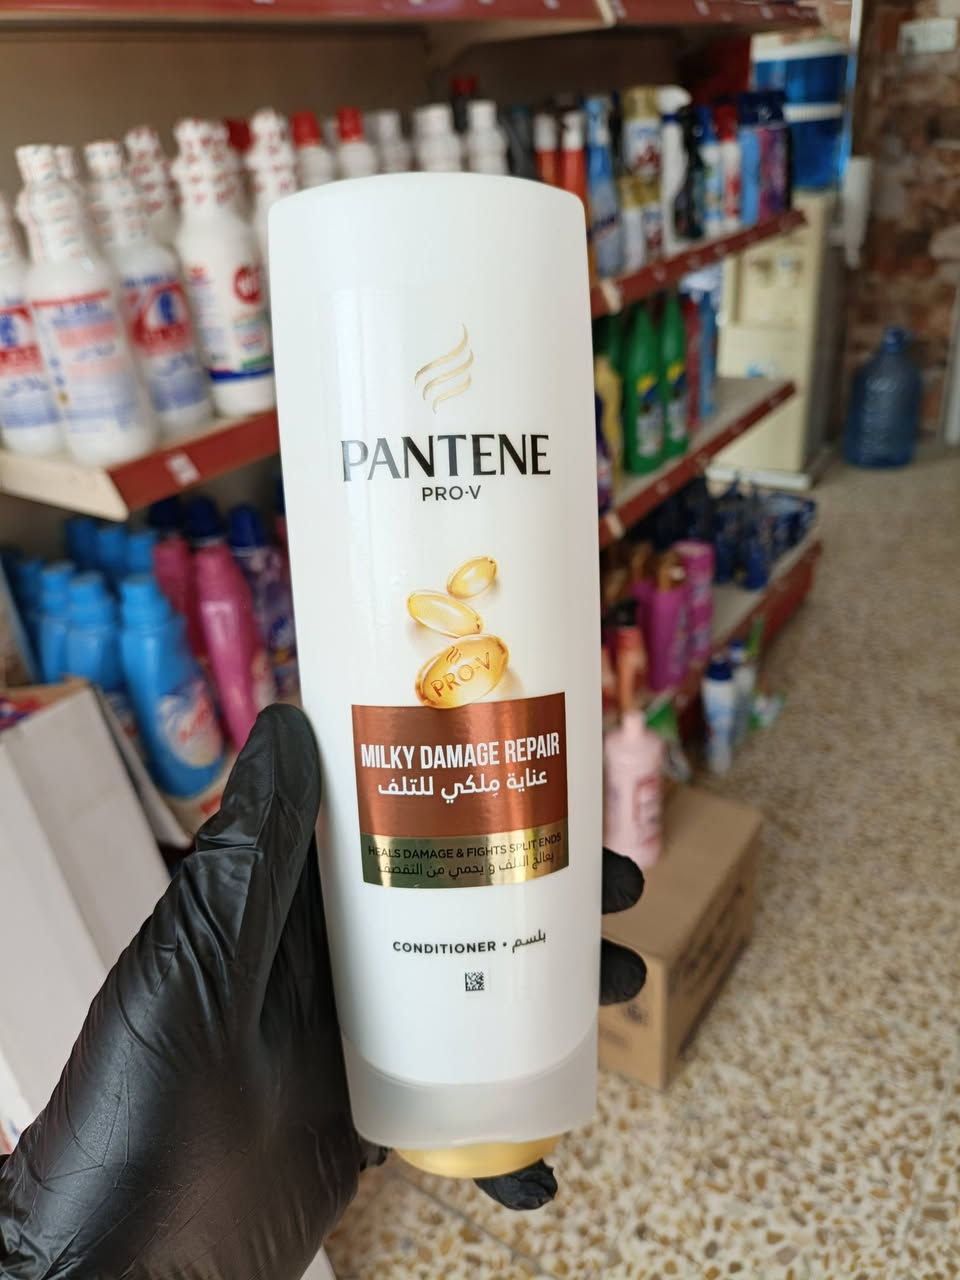 PANTENE
PRO-V
PRO-V
MILKY DAMAGE REPAIR
عناية مِلكي للتلف
HEALS DAMAGE & FIGHTS SPLIT ENDS
يعالج التلف و يحمي من التقصف
CONDITIONER • بلسم